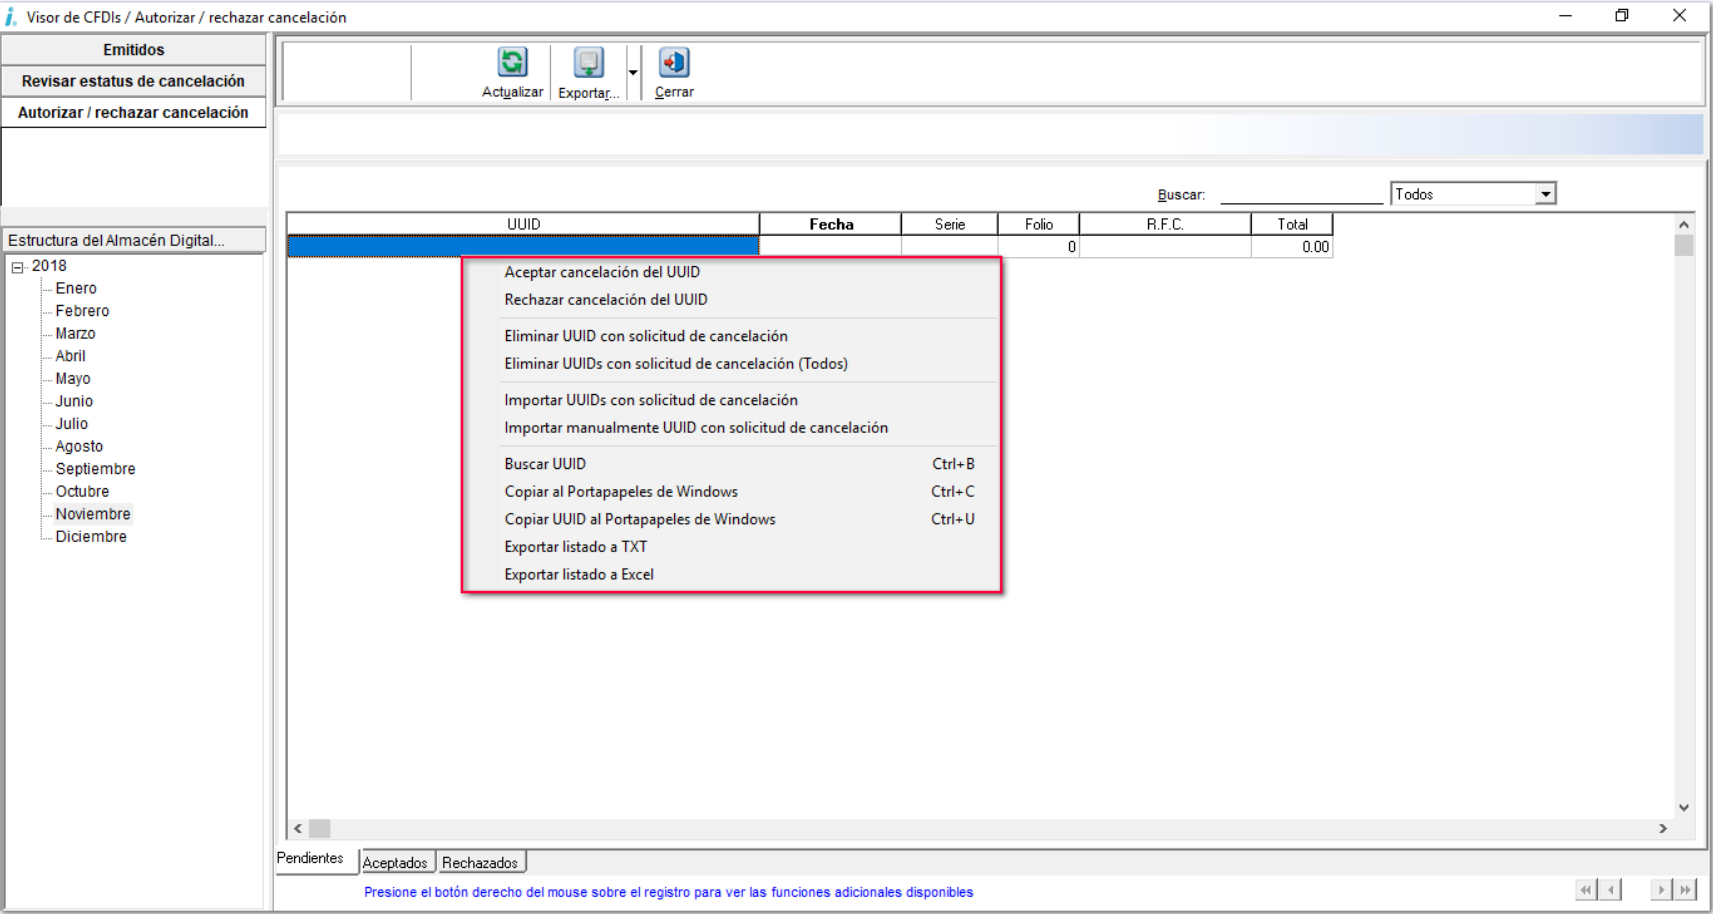 Visor de CFDIs / Autorizar / rechazar cancelación
Emitidos
Revisar estatus de cancelación
Autorizar / rechazar cancelación
Actualizar
Exportar...
Cerrar
Buscar:
Todos
Estructura del Almacén Digital...
2018
Enero
Febrero
Marzo
Abril
Mayo
Junio
Julio
Agosto
Septiembre
Octubre
Noviembre
Diciembre
UUID Fecha Serie Folio R.F.C. Total
0 0.00
Aceptar cancelación del UUID
Rechazar cancelación del UUID
Eliminar UUID con solicitud de cancelación
Eliminar UUIDs con solicitud de cancelación (Todos)
Importar UUIDs con solicitud de cancelación
Importar manualmente UUID con solicitud de cancelación
Buscar UUID Ctrl+B
Copiar al Portapapeles de Windows Ctrl+C
Copiar UUID al Portapapeles de Windows Ctrl+U
Exportar listado a TXT
Exportar listado a Excel
Pendientes Aceptados Rechazados
Presione el botón derecho del mouse sobre el registro para ver las funciones adicionales disponibles